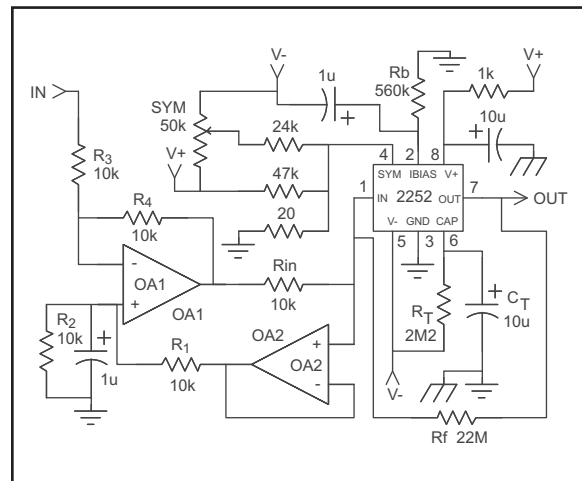 V-
IN
1u
Rb
560k
V+
1k
SYM
50k
V+
24k
47k
20
10u
R3
10k
R4
10k
4
2
8
SYM
IBIAS
V+
1
IN
2252
OUT
7
OUT
V-
GND
CAP
5
3
6
-
OA1
+
OA1
Rin
10k
R2
10k
1u
R1
10k
OA2
+
OA2
-
RT
2M2
CT
10u
V-
Rf 22M